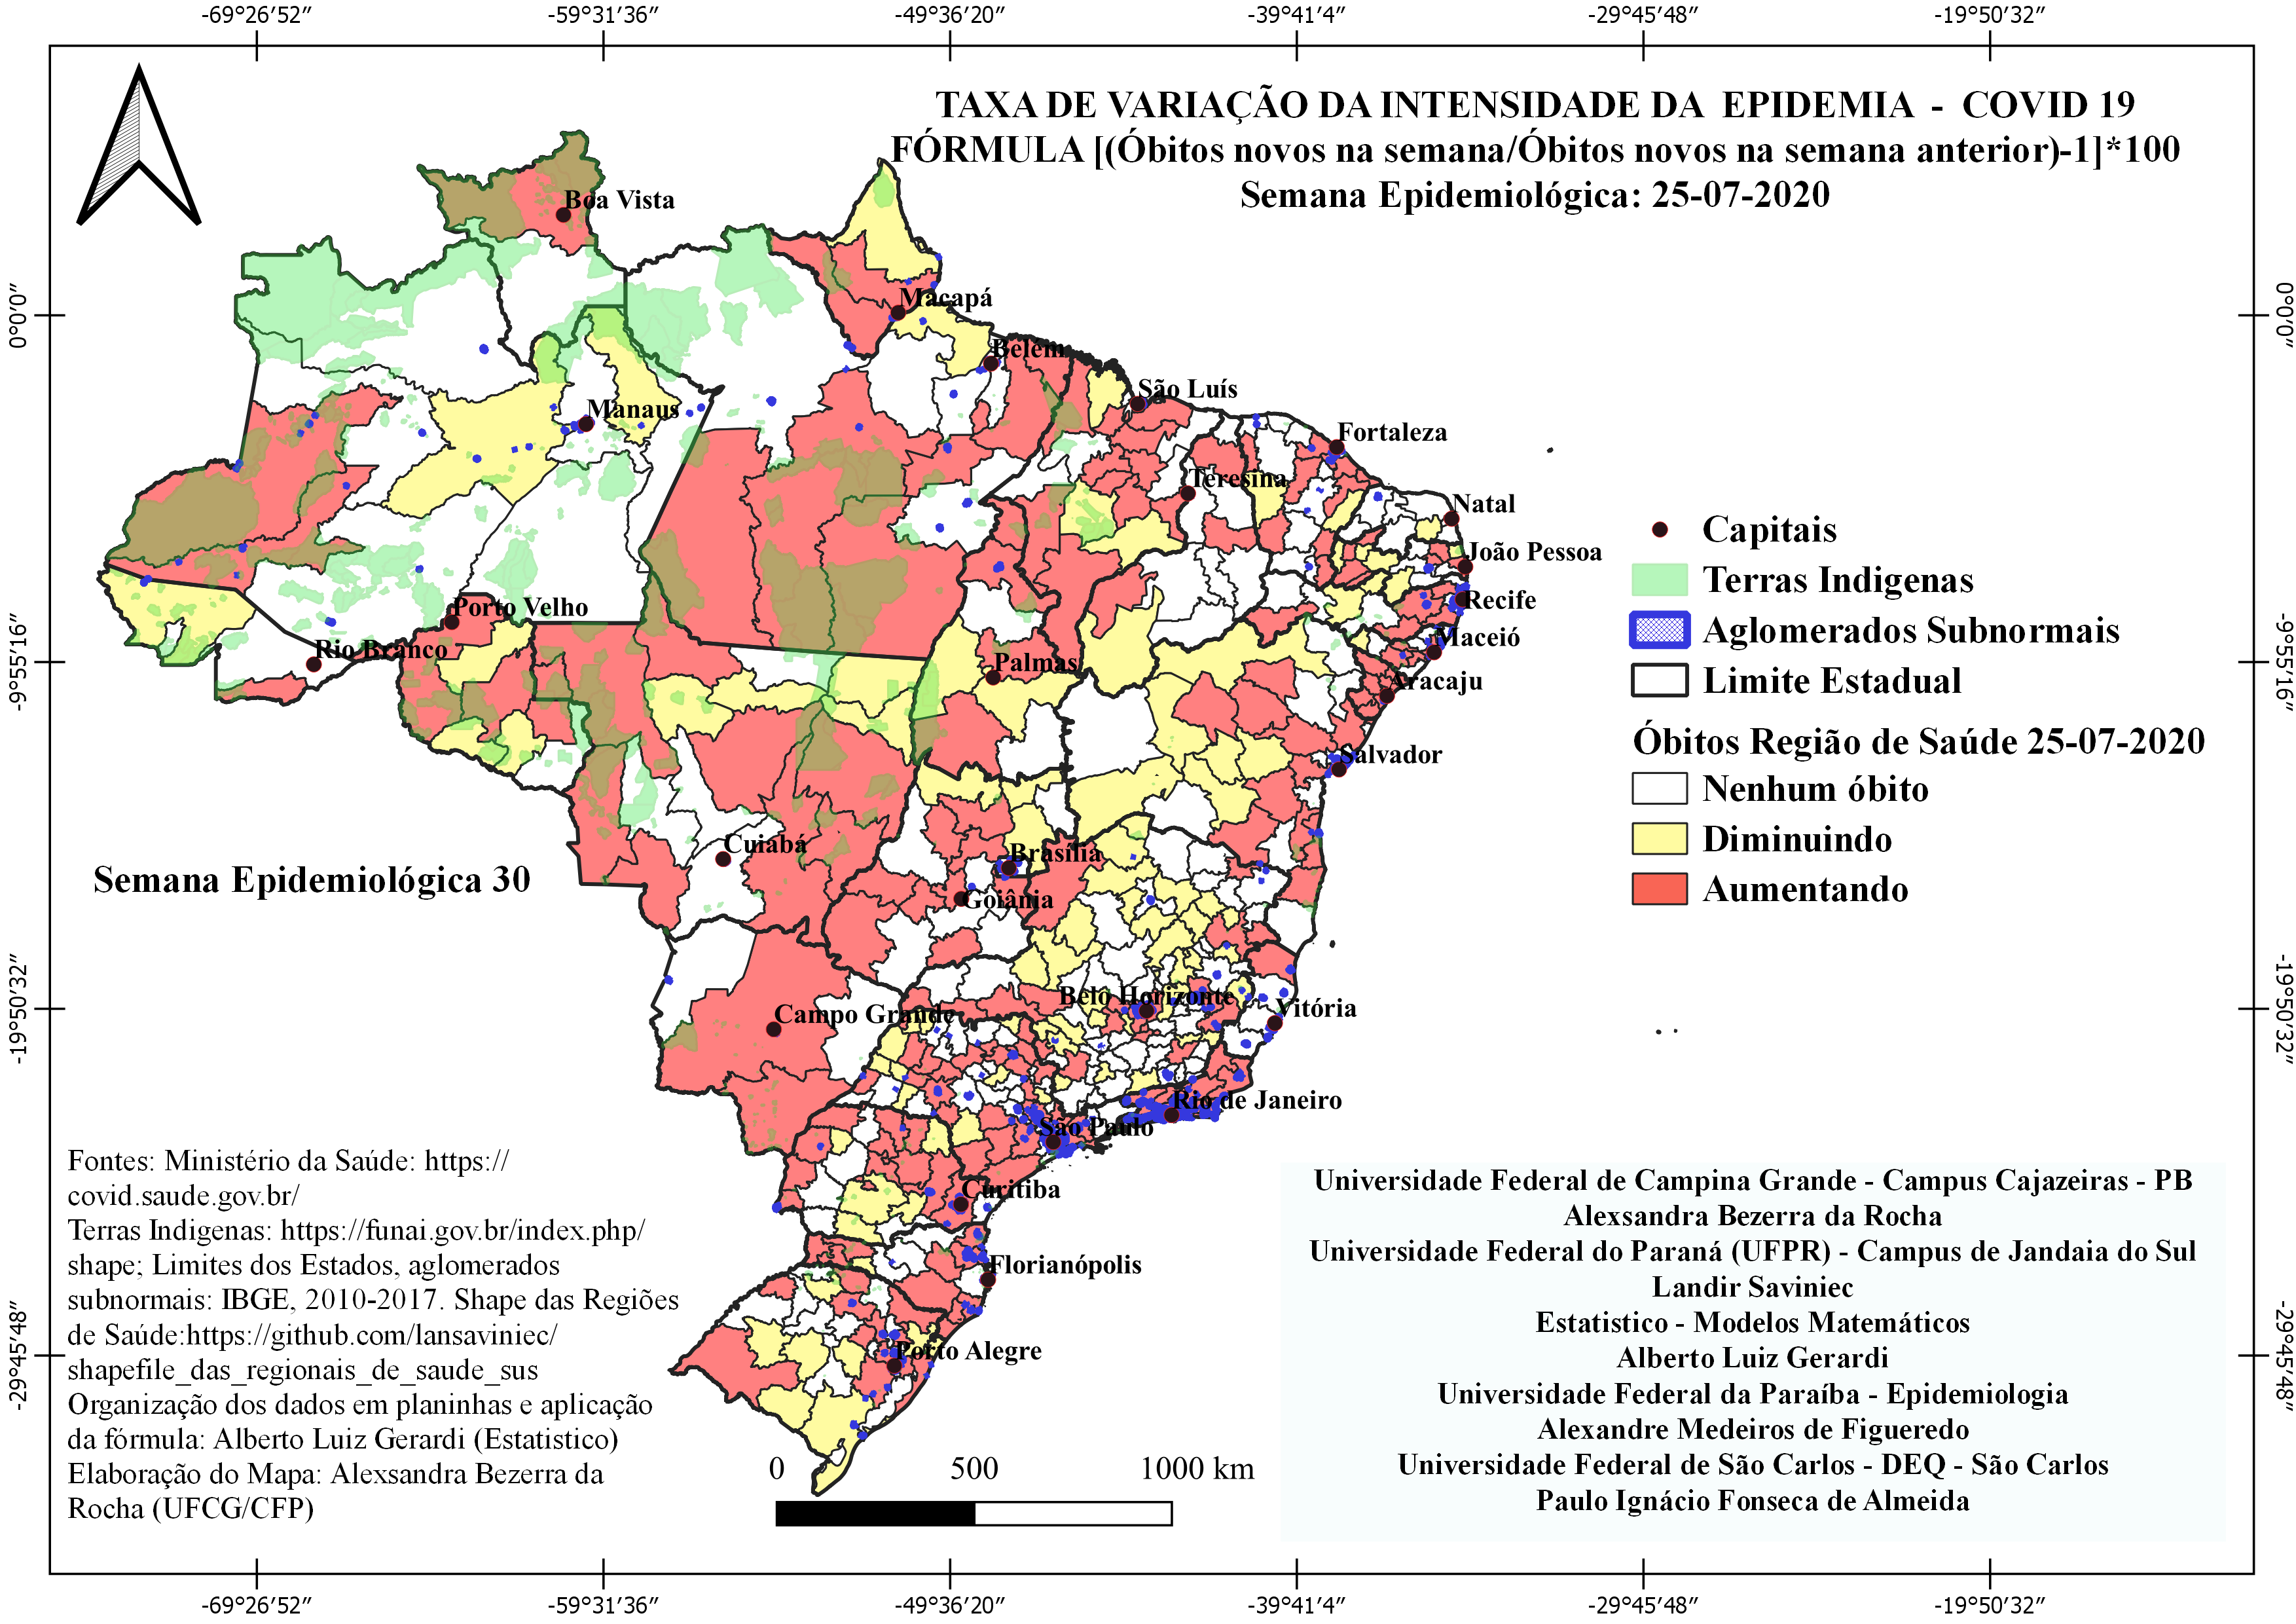 -69°26′52″ -59°31′36″ -49°36′20″ -39°41′4″ -29°45′48″ -19°50′32″
TAXA DE VARIAÇÃO DA INTENSIDADE DA EPIDEMIA - COVID 19
FÓRMULA [(Óbitos novos na semana/Óbitos novos na semana anterior)-1]*100
Semana Epidemiológica: 25-07-2020
0°0′0″
-9°55′16″
-19°50′32″
-29°45′48″
0°0′0″
-9°55′16″
-19°50′32″
-29°45′48″
Boa Vista
Macapá
Belém
São Luís
Manaus
Fortaleza
Teresina
Natal
João Pessoa
Recife
Porto Velho
Maceió
Rio Branco
Palmas
Aracaju
Salvador
Cuiabá
Brasília
Goiânia
Belo Horizonte
Vitória
Campo Grande
Rio de Janeiro
São Paulo
Curitiba
Florianópolis
Porto Alegre
Capitais
Terras Indigenas
Aglomerados Subnormais
Limite Estadual
Óbitos Região de Saúde 25-07-2020
Nenhum óbito
Diminuindo
Aumentando
Semana Epidemiológica 30
Fontes: Ministério da Saúde: https://
covid.saude.gov.br/
Terras Indigenas: https://funai.gov.br/index.php/
shape; Limites dos Estados, aglomerados
subnormais: IBGE, 2010-2017. Shape das Regiões
de Saúde:https://github.com/lansaviniec/
shapefile_das_regionais_de_saude_sus
Organização dos dados em planinhas e aplicação
da fórmula: Alberto Luiz Gerardi (Estatistico)
Elaboração do Mapa: Alexsandra Bezerra da
Rocha (UFCG/CFP)
0 500 1000 km
Universidade Federal de Campina Grande - Campus Cajazeiras - PB
Alexsandra Bezerra da Rocha
Universidade Federal do Paraná (UFPR) - Campus de Jandaia do Sul
Landir Saviniec
Estatistico - Modelos Matemáticos
Alberto Luiz Gerardi
Universidade Federal da Paraíba - Epidemiologia
Alexandre Medeiros de Figueredo
Universidade Federal de São Carlos - DEQ - São Carlos
Paulo Ignácio Fonseca de Almeida
-69°26′52″ -59°31′36″ -49°36′20″ -39°41′4″ -29°45′48″ -19°50′32″